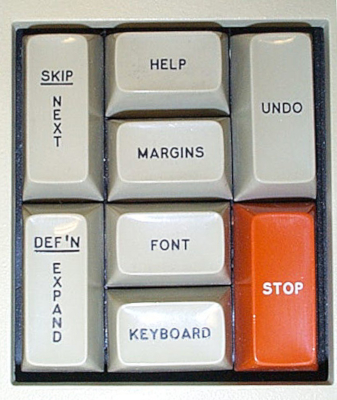 SKIP
NEXT
HELP
MARGINS
UNDO
DEF'N
EXPAND
FONT
KEYBOARD
STOP